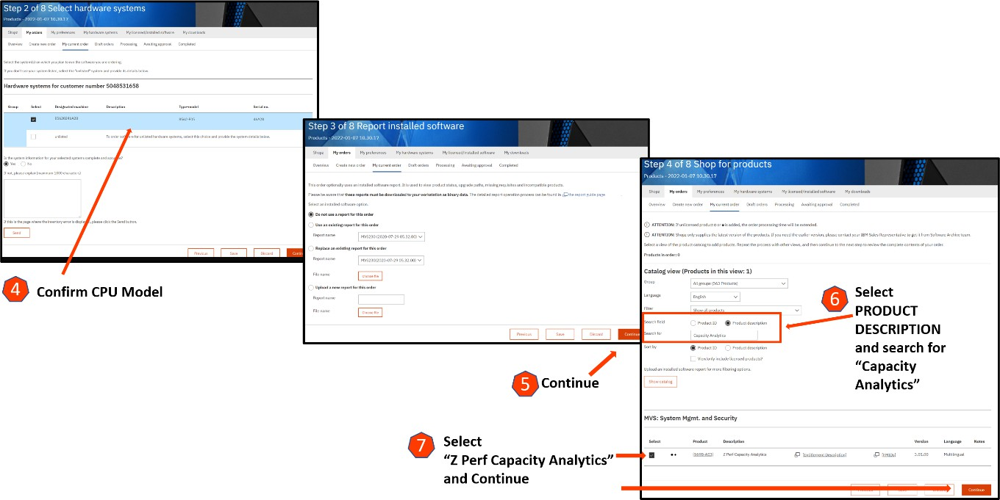 Step 2 of 8 Select hardware systems
Products - 2022-01-07 10.30.17
Shopz My orders My preferences My hardware systems My licensed/installed software My downloads
Overview Create new order My current order Draft orders Processing Awaiting approval Completed
Select the system(s) on which you plan to run the software you are ordering.
If you don't see your system listed, select the "unlisted" system and provide its details below.
Hardware systems for customer number S048531658
Group Select Designated machine Description Type-model Serial no.
unlisted To order software for unlisted hardware systems, select this choice and provide the system details below.
Is the system information for your selected systems complete and accurate?
Yes No
If not, please explain (maximum 1000 characters)
If this is the page where the inventory error is displayed, please click the Send button.
Send
Previous Save Discard Contin
4 Confirm CPU Model
Step 3 of 8 Report installed software
Products - 2022-01-07 10.30.17
Shopz My orders My preferences My hardware systems My licensed/installed software My downloads
Overview Create new order My current order Draft orders Processing Awaiting approval Completed
This order optionally uses an installed software report. It is used to view product status, upgrade paths, missing requisites and incompatible products.
Please be aware that these reports must be downloaded to your workstation as binary data. The detailed report operation process can be found in the report guide page
Select an installed software option.
Do not use a report for this order
Use an existing report for this order
Report name MVS230 (2020-07-29 05.32.00)
Replace an existing report for this order
Report name MVS230(2020-07-29 05.32.00)
File name Choose file
Upload a new report for this order
Report name
File name Choose file
Previous Save Discard Continue
5 Continue
Step 4 of 8 Shop for products
Products - 2022-01-07 10.30.17
Shopz My orders My preferences My hardware systems My licensed/installed software My downloads
Overview Create new order My current order Draft orders Processing Awaiting approval Completed
ATTENTION: If unlicensed product is added, the order processing time will be extended.
ATTENTION: Shopz only supplies the latest version of the products. If you need the earlier version, please contact your IBM Sales Representative to get it from Software Archive team.
Select a view of the product catalog to add products. Repeat the process with other views, and then continue to the next step to review the complete contents of your order.
Products in order: 0
Catalog view (Products in this view: 1)
Group All groups (563 Products)
Language English
Filter Show all products
Search field Product ID Product description
Search for Capacity Analytics
Sort by Product ID Product description
View only include licensed products?
Upload an installed software report for more filtering options.
Show catalog
MVS: System Mgmt. and Security
Select Product Description Version Language Notes
[5698-AS3] Z Perf Capacity Analytics [Entitlement Description] [FMIDs] 3.01.00 Multilingual
Continue
6 Select
PRODUCT
DESCRIPTION
and search for
“Capacity
Analytics”
7 Select
“Z Perf Capacity Analytics”
and Continue